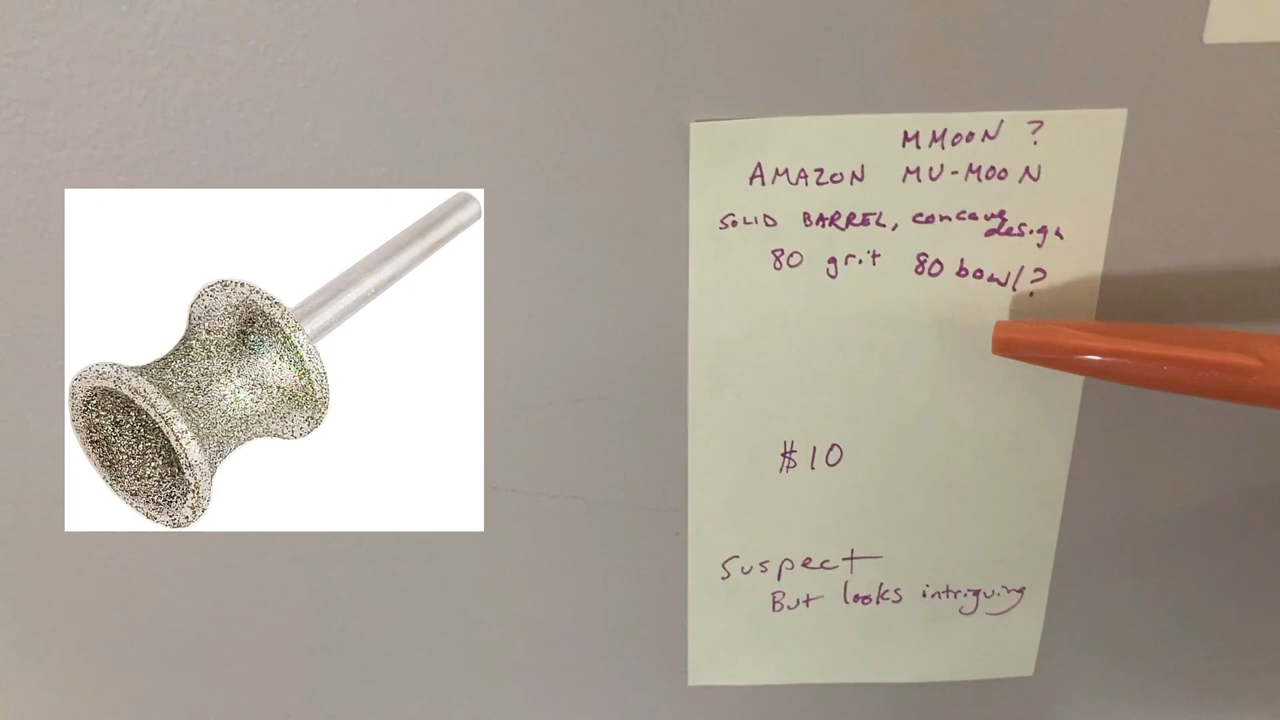 MMOON ?
AMAZON MU-MOON
SOLID BARREL, concave design
80 grit 80 bowl?
$10
Suspect
But looks intriguing